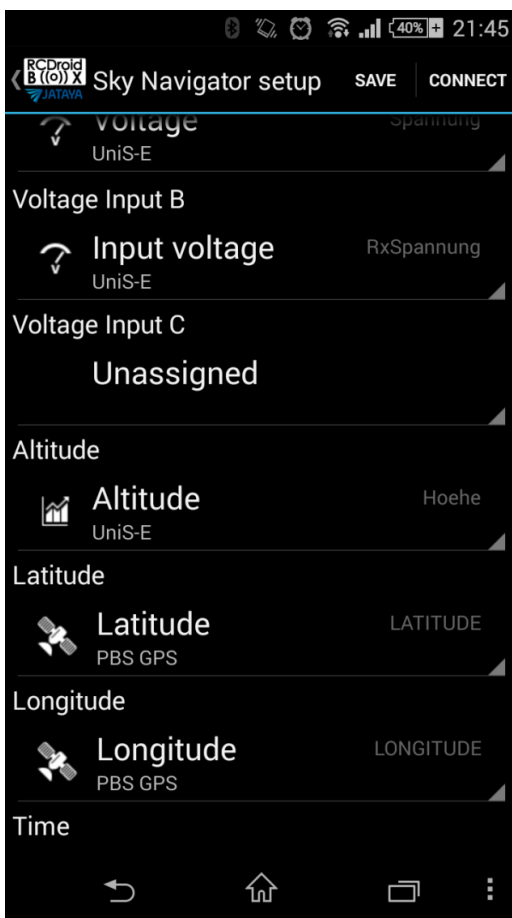 40% 21:45
RCDroid
B ((o)) X
JATAYA
Sky Navigator setup SAVE CONNECT
Voltage Spannung
V
UniS-E
Voltage Input B
Input voltage RxSpannung
V
UniS-E
Voltage Input C
Unassigned
Altitude
Altitude Hoehe
UniS-E
Latitude
Latitude LATITUDE
PBS GPS
Longitude
Longitude LONGITUDE
PBS GPS
Time